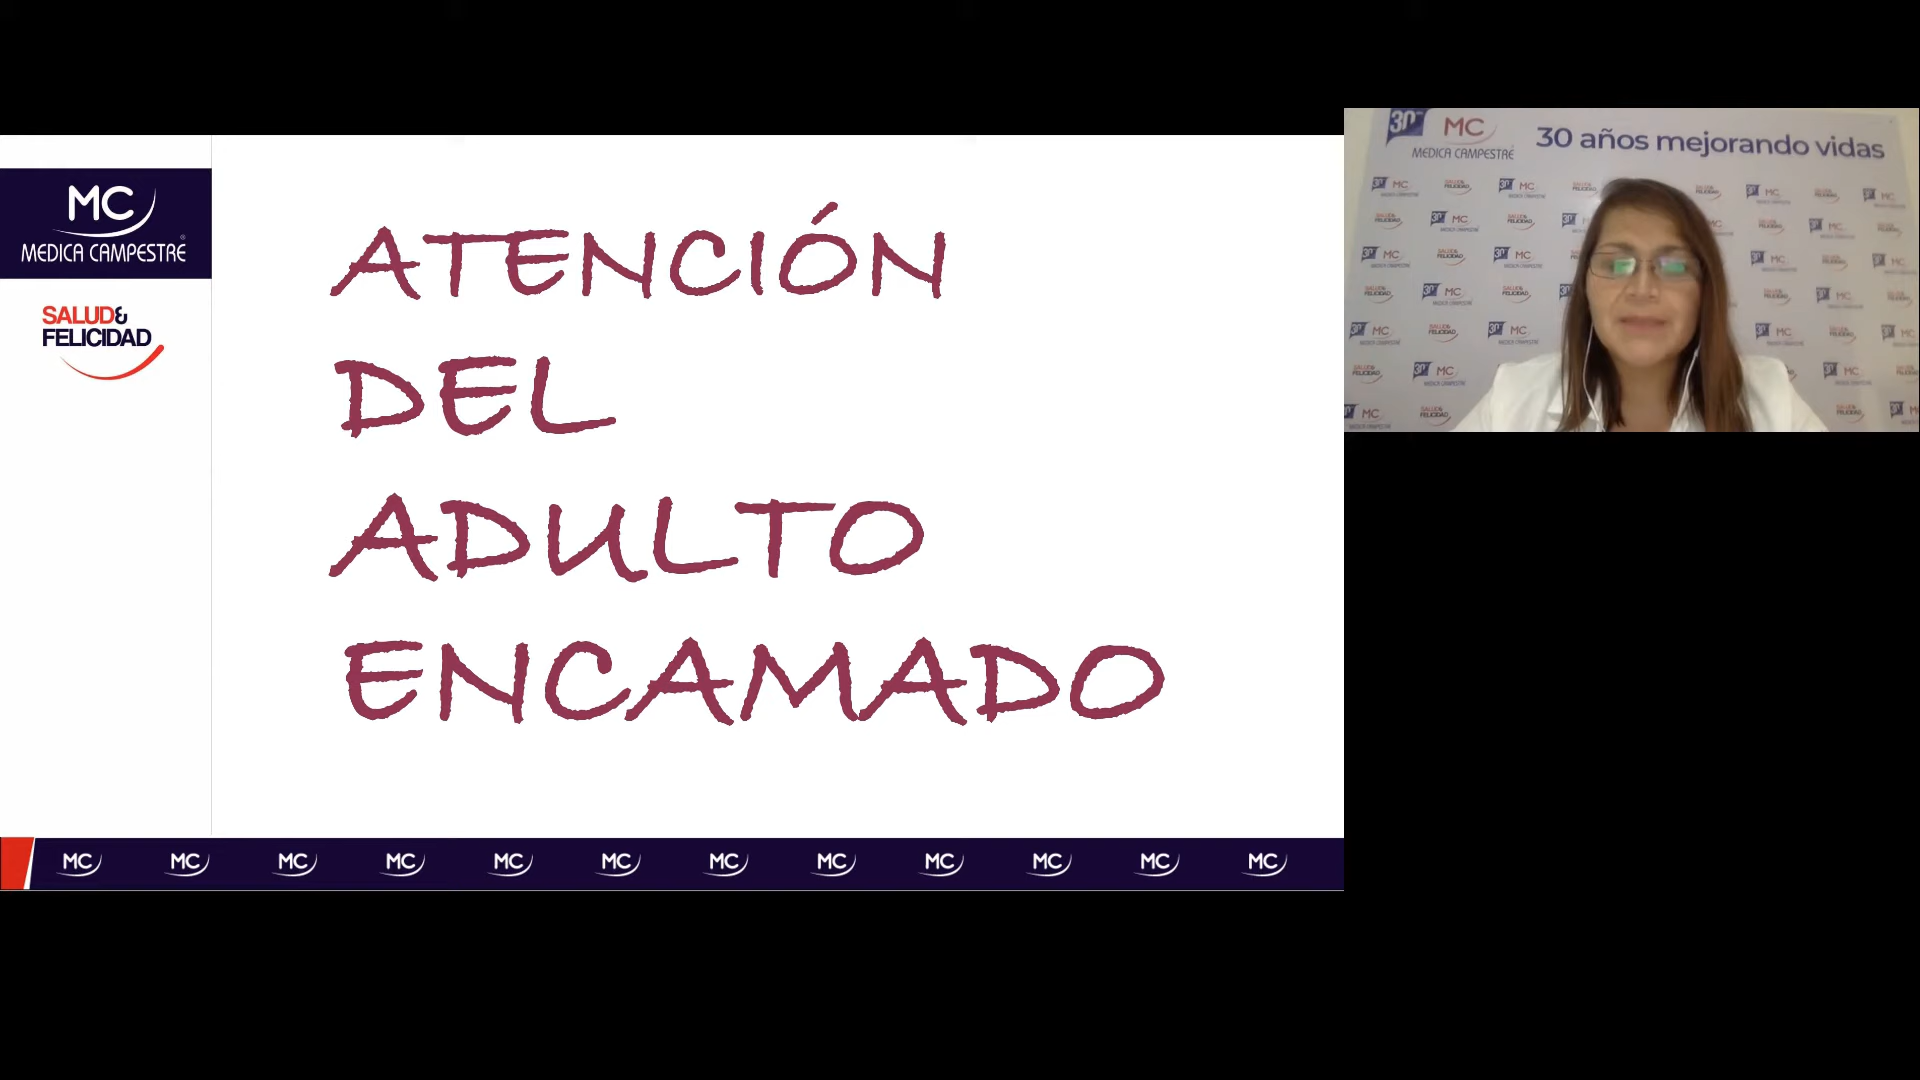 MC
MEDICA CAMPESTRE®
SALUD&
FELICIDAD
ATENCIÓN
DEL
ADULTO
ENCAMADO
MC MC MC MC MC MC MC MC MC MC MC MC
30 MC
MEDICA CAMPESTRE
30 años mejorando vidas